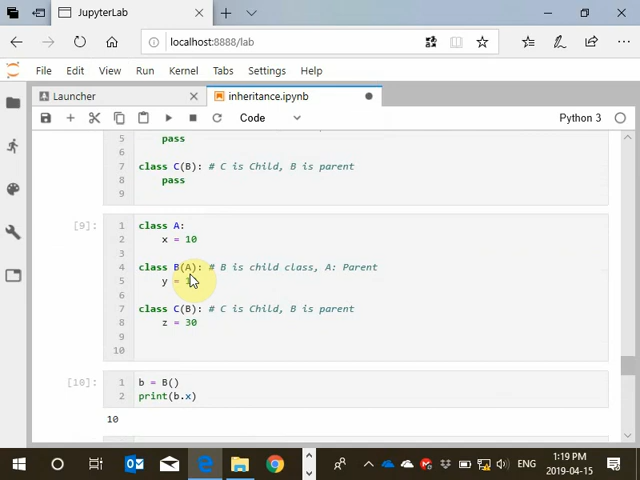 JupyterLab
localhost:8888/lab
File Edit View Run Kernel Tabs Settings Help
Launcher
inheritance.ipynb
Code
Python 3
5 pass
6
7 class C(B): # C is Child, B is parent
8 pass
9
[9]:
1 class A:
2 x = 10
3
4 class B(A): # B is child class, A: Parent
5 y =
6
7 class C(B): # C is Child, B is parent
8 z = 30
9
10
[10]:
1 b = B()
2 print(b.x)
10
ENG
1:19 PM
2019-04-15